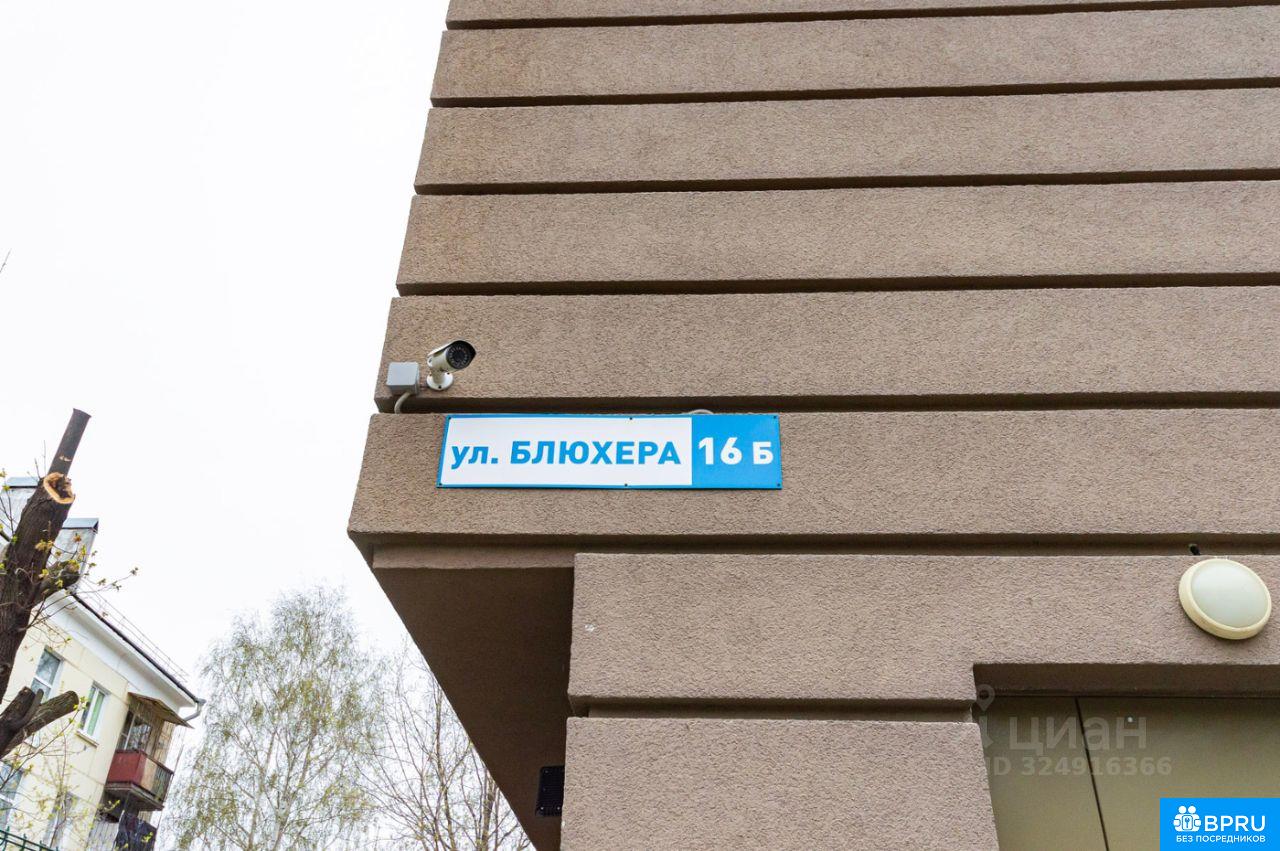 ул. БЛЮХЕРА 16 Б
циан
ID 324916366
BPRU
БЕЗ ПОСРЕДНИКОВ